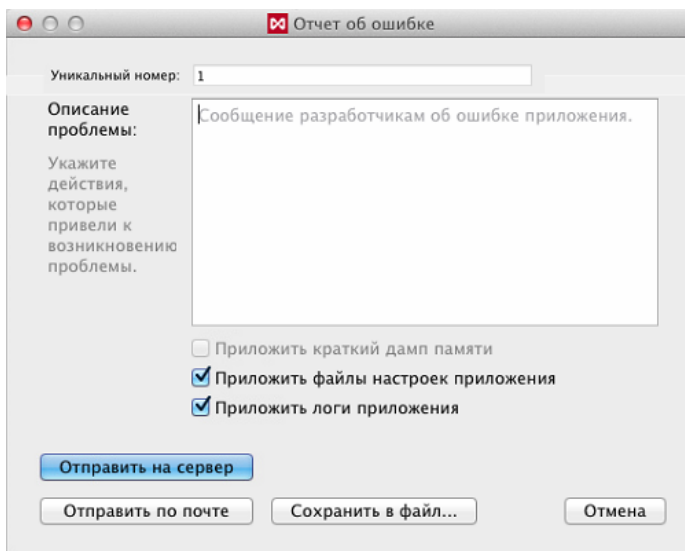 Отчет об ошибке
Уникальный номер: 1
Описание
проблемы:
Сообщение разработчикам об ошибке приложения.
Укажите
действия,
которые
привели к
возникновению
проблемы.
Приложить краткий дамп памяти
Приложить файлы настроек приложения
Приложить логи приложения
Отправить на сервер
Отправить по почте Сохранить в файл... Отмена